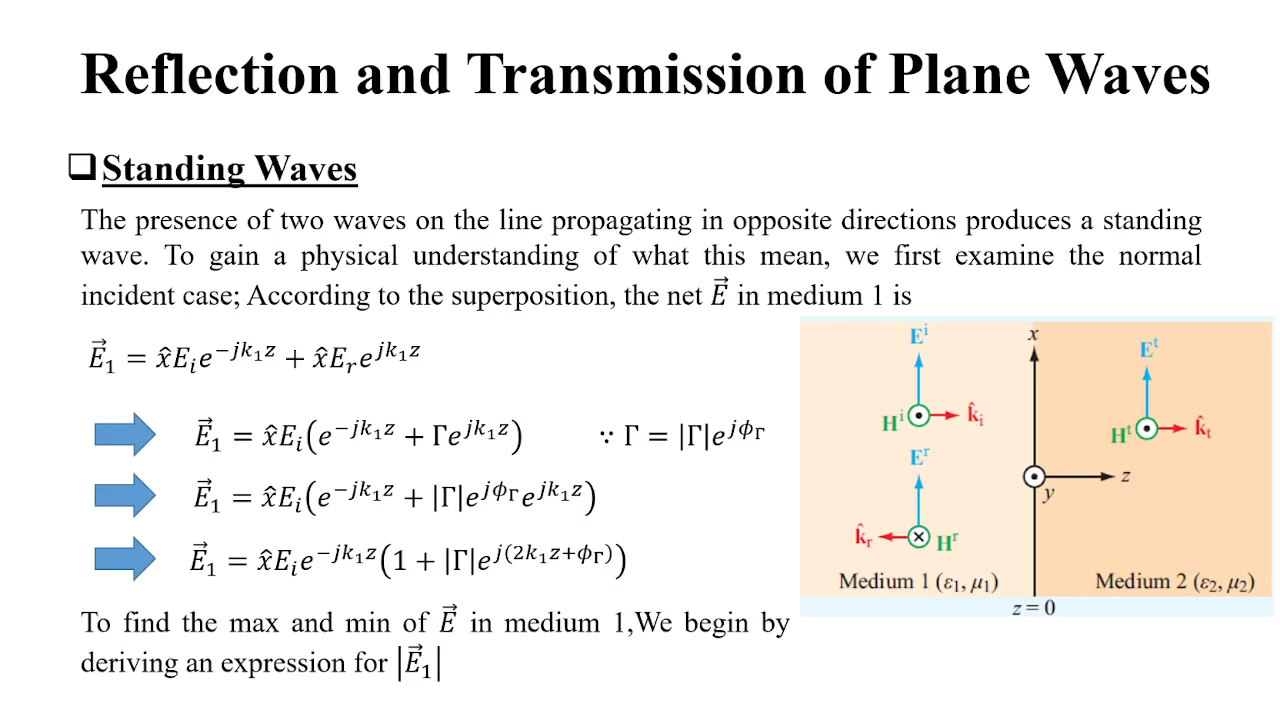 Reflection and Transmission of Plane Waves
❑Standing Waves
The presence of two waves on the line propagating in opposite directions produces a standing
wave. To gain a physical understanding of what this mean, we first examine the normal
incident case; According to the superposition, the net E⃗ in medium 1 is
E⃗₁ = x̂Eᵢe^{−jk₁z} + x̂Eᵣe^{jk₁z}
E⃗₁ = x̂Eᵢ(e^{−jk₁z} + Γe^{jk₁z}) ∵ Γ = |Γ|e^{jϕ_Γ}
E⃗₁ = x̂Eᵢ(e^{−jk₁z} + |Γ|e^{jϕ_Γ}e^{jk₁z})
E⃗₁ = x̂Eᵢe^{−jk₁z}(1 + |Γ|e^{j(2k₁z+ϕ_Γ)})
To find the max and min of E⃗ in medium 1,We begin by
deriving an expression for |E⃗₁|
x
Eⁱ
Hⁱ
k̂ᵢ
Eʳ
k̂ᵣ
Hʳ
Eᵗ
Hᵗ
k̂ₜ
z
y
Medium 1 (ε₁, μ₁)
Medium 2 (ε₂, μ₂)
z = 0